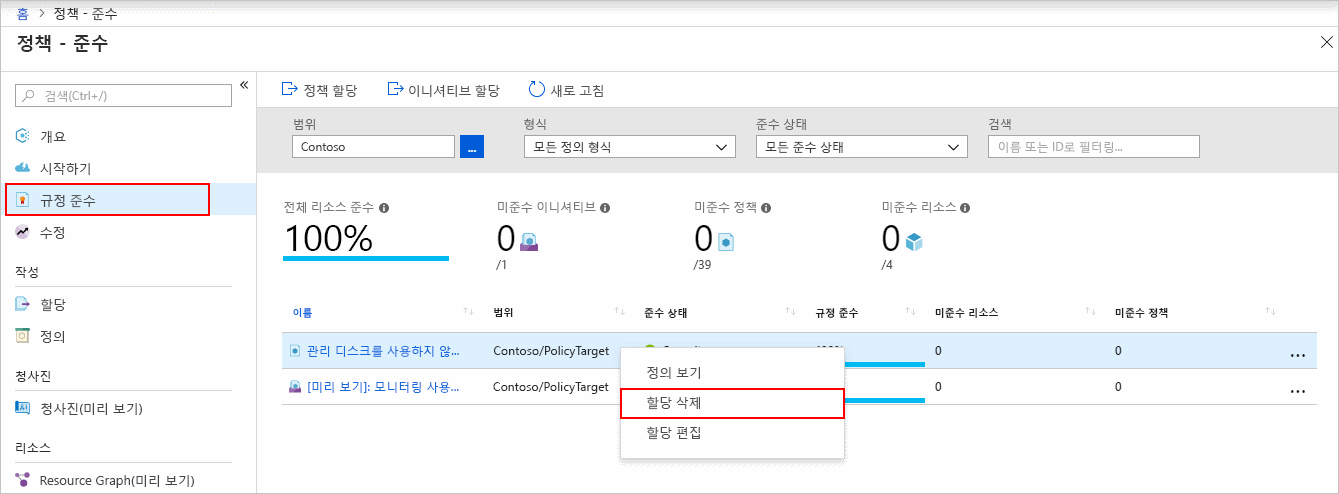 홈 > 정책 - 준수
정책 - 준수
검색(Ctrl+/)
개요
시작하기
규정 준수
수정
작성
할당
정의
청사진
청사진(미리 보기)
리소스
Resource Graph(미리 보기)
정책 할당
이니셔티브 할당
새로 고침
범위 형식 준수 상태 검색
Contoso ... 모든 정의 형식 모든 준수 상태 이름 또는 ID로 필터링...
전체 리소스 준수 미준수 이니셔티브 미준수 정책 미준수 리소스
100% 0 0 0
/1 /39 /4
이름 범위 준수 상태 규정 준수 미준수 리소스 미준수 정책
관리 디스크를 사용하지 않... Contoso/PolicyTarget 0 0 ...
[미리 보기]: 모니터링 사용... Contoso/PolicyTarget 0 0 ...
정의 보기
할당 삭제
할당 편집